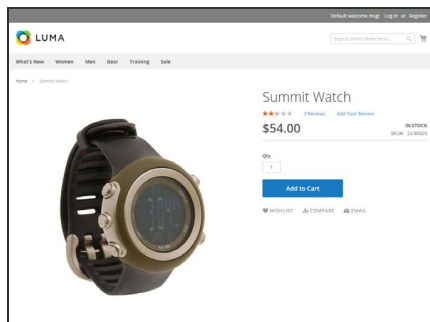 Default welcome msg! Log In or Register
LUMA
Search entire store here...
What's New Women Men Gear Training Sale
Home > Summit Watch
Summit Watch
3 Reviews Add Your Review
$54.00
IN STOCK
SKU#: 24-MG03
Qty
1
Add to Cart
WISHLIST COMPARE EMAIL